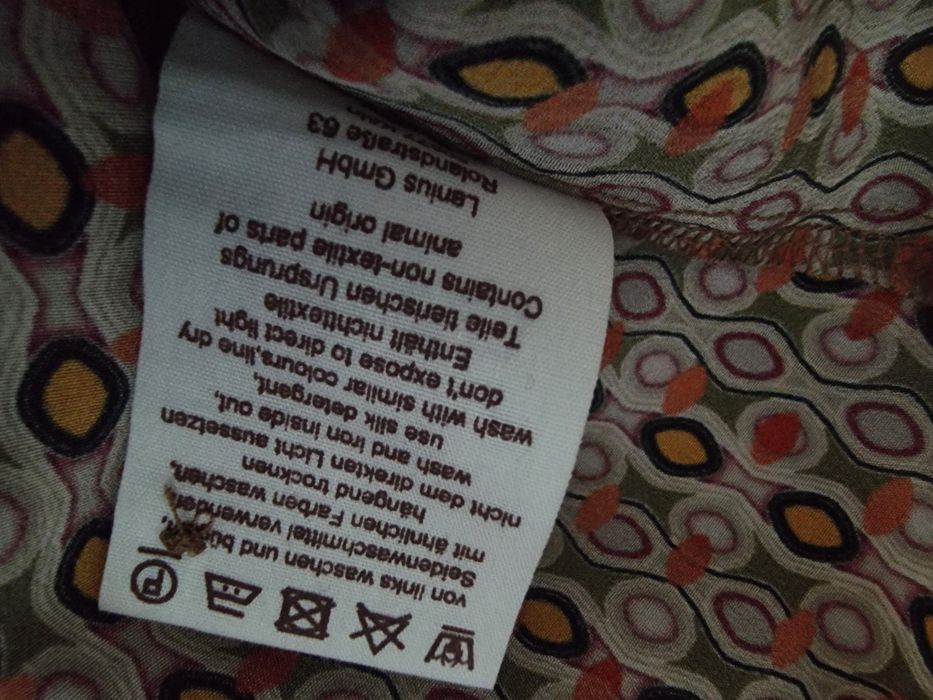 P
von links waschen und
Seidenwaschmittel verwenden,
mit ähnlichen Farben waschen,
hängend trocknen
nicht dem direkten Licht aussetzen
wash and iron inside out,
use silk detergent,
wash with similar colours,line dry
don't expose to direct light
Enthält nichttextile
Teile tierischen Ursprungs
Contains non-textile parts of
animal origin
Lanius GmbH
Rolandstraße 63